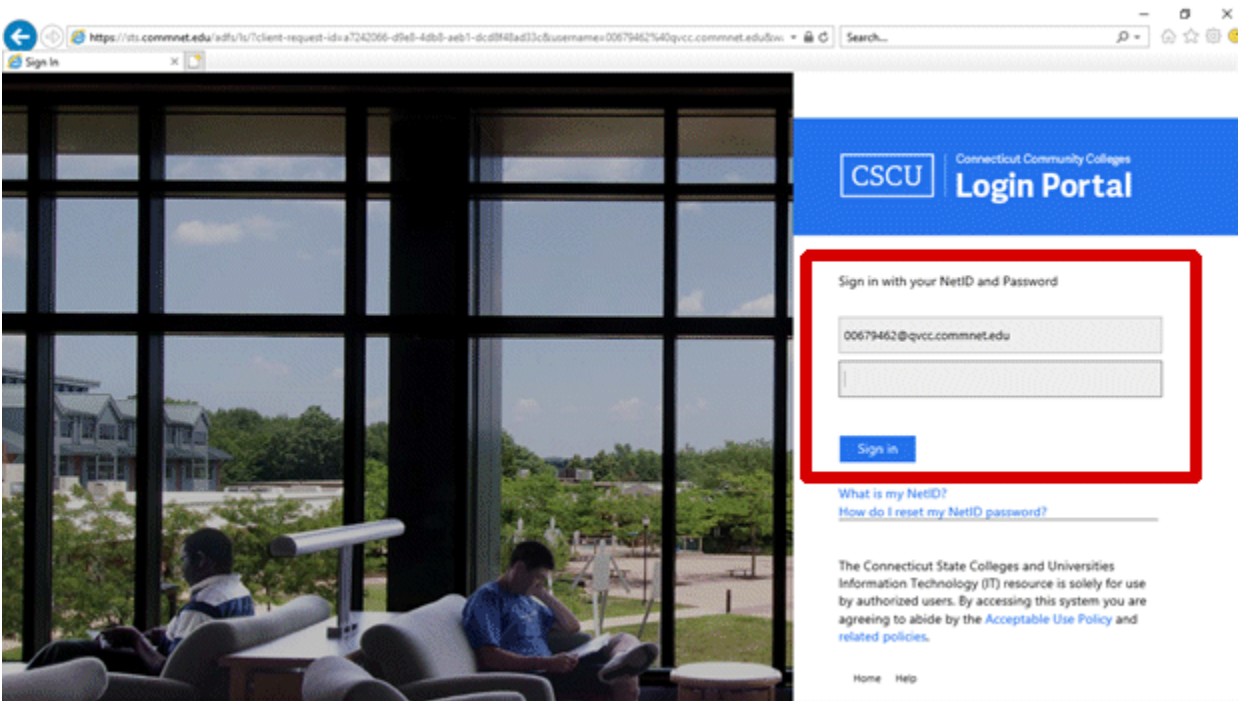 https://sts.commnet.edu/adfs/ls/?client-request-id=a7242066-d9e8-4db8-aeb1-dcd8f48ad33c&username=00679462%40qvcc.commnet.edu&wa
Search...
Sign In
CSCU
Connecticut Community Colleges
Login Portal
Sign in with your NetID and Password
00679462@qvcc.commnet.edu
Sign in
What is my NetID?
How do I reset my NetID password?
The Connecticut State Colleges and Universities
Information Technology (IT) resource is solely for use
by authorized users. By accessing this system you are
agreeing to abide by the Acceptable Use Policy and
related policies.
Home Help